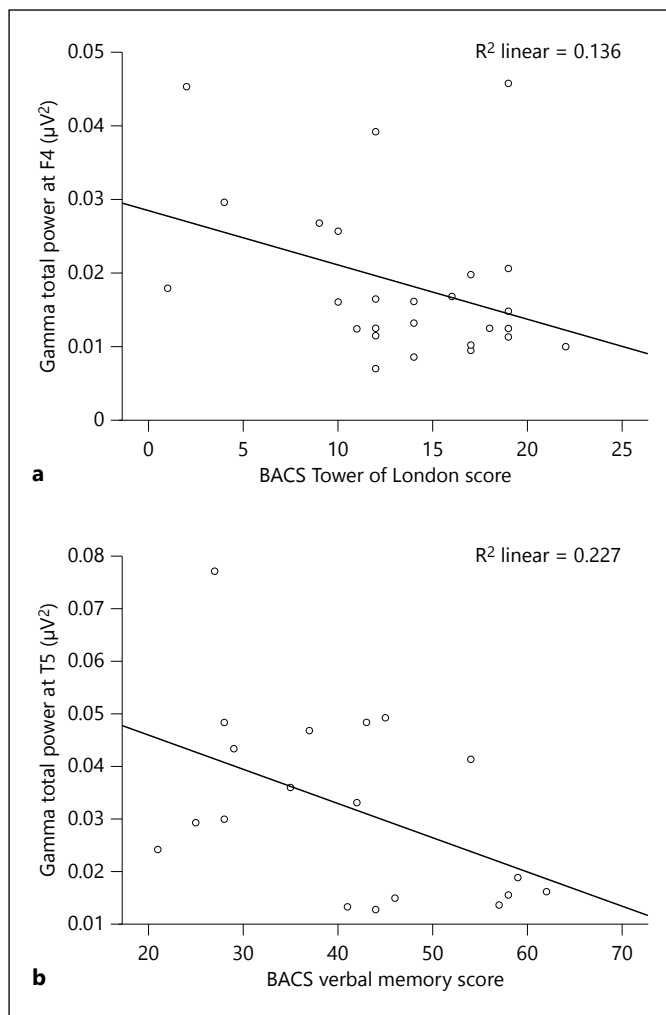 R² linear = 0.136
0.05
0.04
0.03
0.02
0.01
0
Gamma total power at F4 (µV²)
0 5 10 15 20 25
BACS Tower of London score
a
R² linear = 0.227
0.08
0.07
0.06
0.05
0.04
0.03
0.02
0.01
Gamma total power at T5 (µV²)
20 30 40 50 60 70
BACS verbal memory score
b